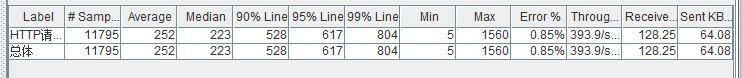 Label # Samp... Average Median 90% Line 95% Line 99% Line Min Max Error % Throug... Receive... Sent KB...
HTTP请... 11795 252 223 528 617 804 5 1560 0.85% 393.9/s... 128.25 64.08
总体 11795 252 223 528 617 804 5 1560 0.85% 393.9/s... 128.25 64.08